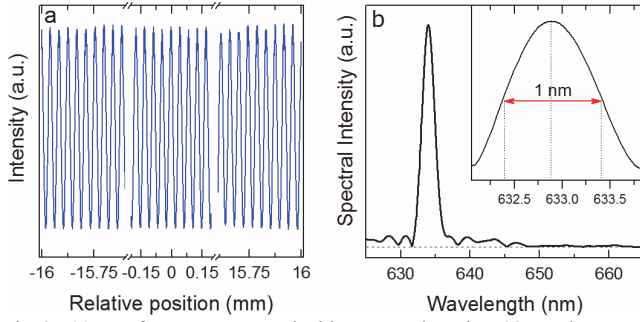 a
Intensity (a.u.)
-16 -15.75 -0.15 0 0.15 15.75 16
Relative position (mm)
b
Spectral Intensity (a.u.)
1 nm
632.5 633.0 633.5
630 640 650 660
Wavelength (nm)